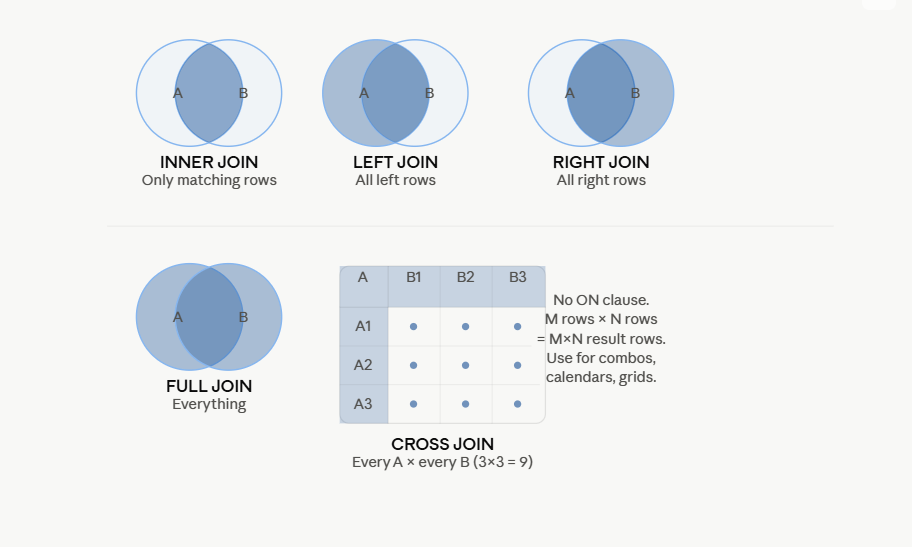 A B
INNER JOIN
Only matching rows
A B
LEFT JOIN
All left rows
A B
RIGHT JOIN
All right rows
A B
FULL JOIN
Everything
A B1 B2 B3
A1
A2
A3
CROSS JOIN
Every A × every B (3×3 = 9)
No ON clause.
M rows × N rows
= M×N result rows.
Use for combos,
calendars, grids.